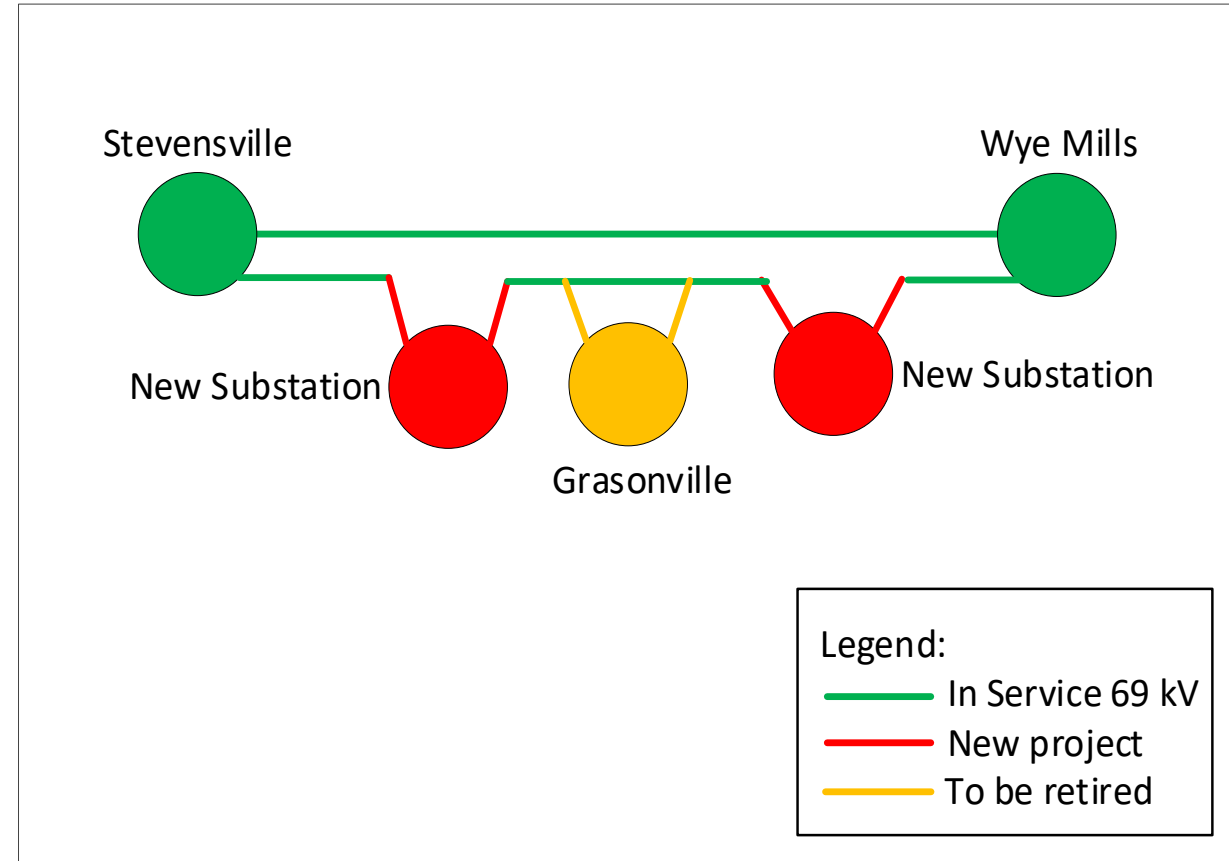 Stevensville
Wye Mills
New Substation
New Substation
Grasonville
Legend:
In Service 69 kV
New project
To be retired